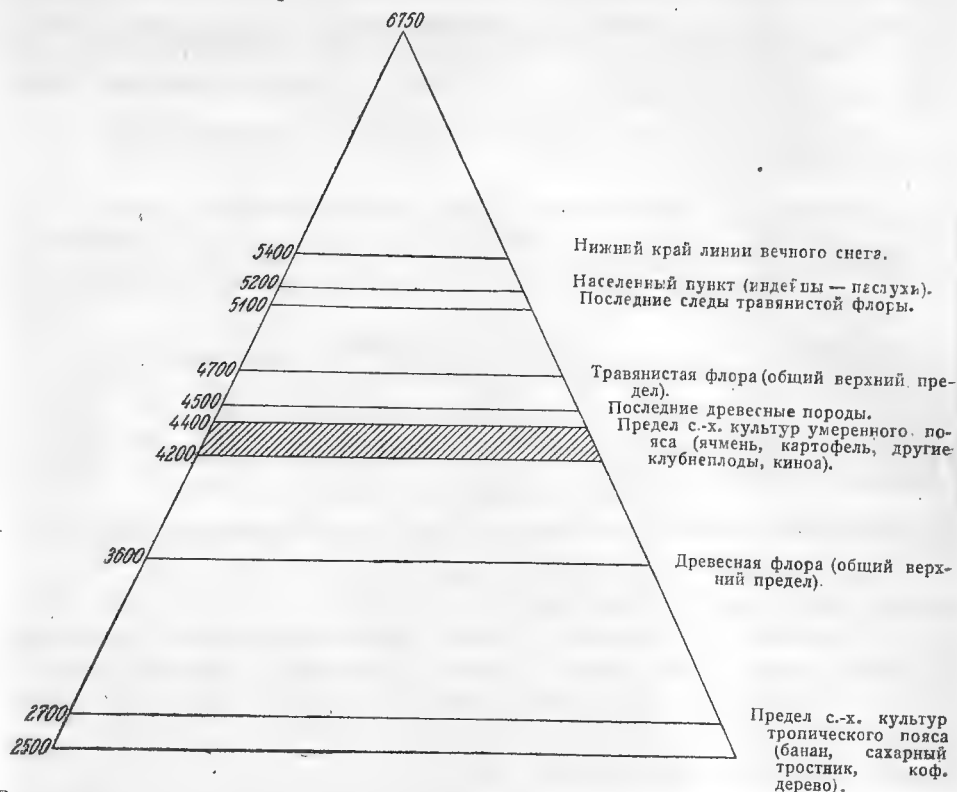 6750
5400
Нижней край линии вечного снега.
5200
Населенный пункт (индейцы — пастухи).
5100
Последние следы травянистой флоры.
4700
Травянистая флора (общий верхний пре-
дел).
4500
Последние древесные породы.
4400
Предел с.-х. культур умеренного по-
яса (ячмень, картофель, другие
клубнеплоды, киноа).
4200
3600
Древесная флора (общий верх-
ний предел).
2700
Предел с.-х. культур
тропического пояса
(банан, сахарный
тростник, коф.
дерево).
2500